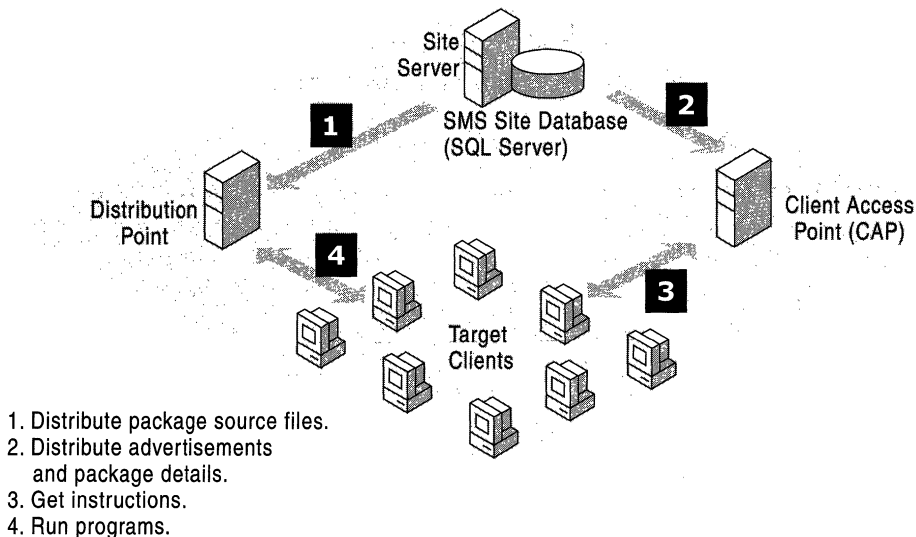 Site
Server
SMS Site Database
(SQL Server)
1
2
Distribution
Point
Client Access
Point (CAP)
4
3
Target
Clients
1. Distribute package source files.
2. Distribute advertisements
and package details.
3. Get instructions.
4. Run programs.